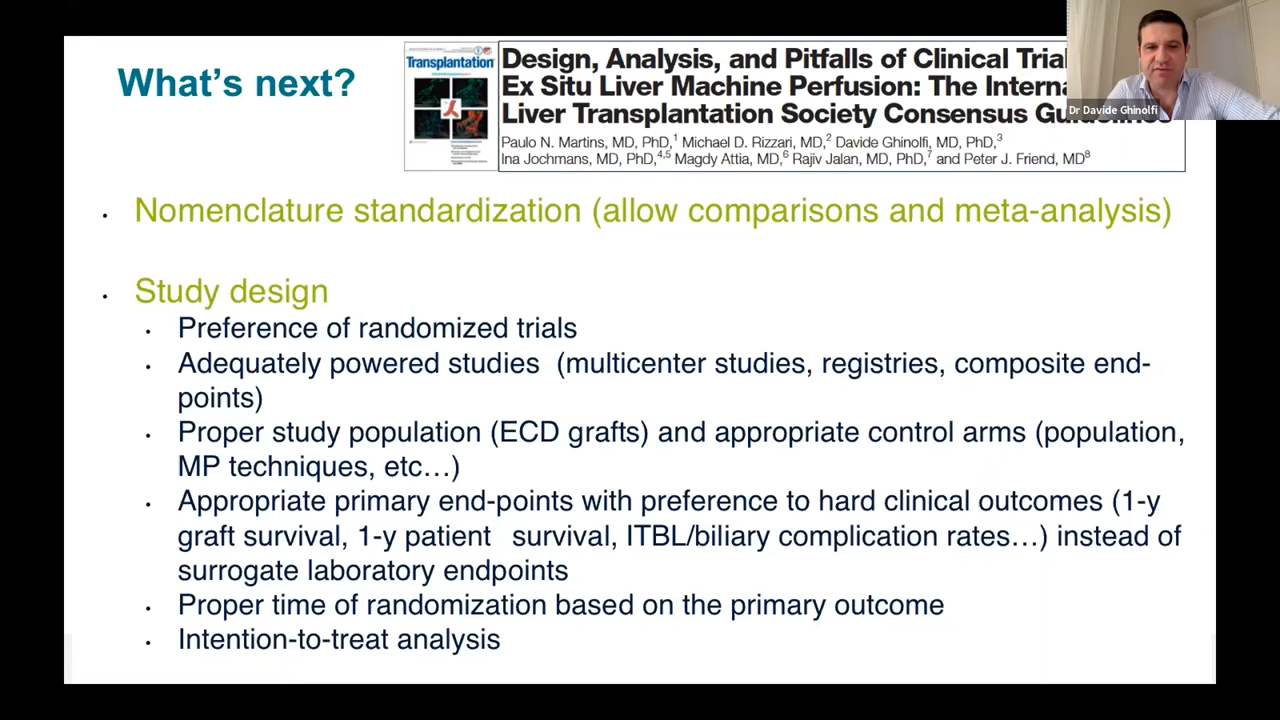 What's next?
Transplantation
Design, Analysis, and Pitfalls of Clinical
Ex Situ Liver Machine Perfusion: The
Liver Transplantation Society Consensus
Paulo N. Martins, MD, PhD,1 Michael D. Rizzari, MD,2 Davide Ghinolfi, MD, PhD,3
Ina Jochmans, MD, PhD,4,5 Magdy Attia, MD,6 Rajiv Jalan, MD, PhD,7 and Peter J. Friend, MD8
Dr Davide Ghinolfi
• Nomenclature standardization (allow comparisons and meta-analysis)
• Study design
• Preference of randomized trials
• Adequately powered studies (multicenter studies, registries, composite end-
points)
• Proper study population (ECD grafts) and appropriate control arms (population,
MP techniques, etc…)
• Appropriate primary end-points with preference to hard clinical outcomes (1-y
graft survival, 1-y patient survival, ITBL/biliary complication rates…) instead of
surrogate laboratory endpoints
• Proper time of randomization based on the primary outcome
• Intention-to-treat analysis